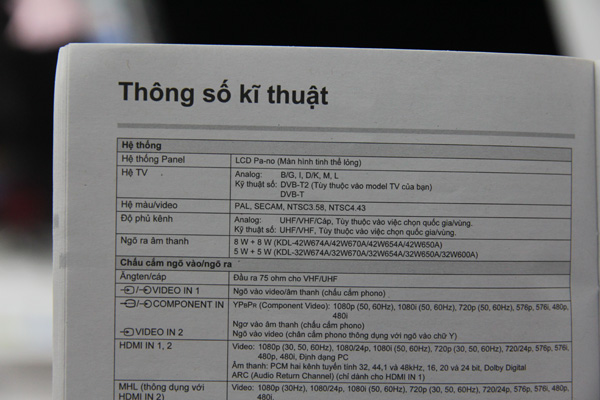 Thông số kĩ thuật
Hệ thống
Hệ thống Panel LCD Pa-no (Màn hình tinh thể lỏng)
Hệ TV Analog: B/G, I, D/K, M, L
Kỹ thuật số: DVB-T2 (Tùy thuộc vào model TV của bạn)
DVB-T
Hệ màu/video PAL, SECAM, NTSC3.58, NTSC4.43
Độ phủ kênh Analog: UHF/VHF/Cáp, Tùy thuộc vào việc chọn quốc gia/vùng.
Kỹ thuật số: UHF/VHF, Tùy thuộc vào việc chọn quốc gia/vùng.
Ngõ ra âm thanh 8 W + 8 W (KDL-42W674A/42W670A/42W654A/42W650A)
5 W + 5 W (KDL-32W674A/32W670A/32W654A/32W650A/32W600A)
Chấu cắm ngõ vào/ngõ ra
Ăngten/cáp Đầu ra 75 ohm cho VHF/UHF
/ VIDEO IN 1 Ngõ vào video/âm thanh (chấu cắm phono)
/ COMPONENT IN YPBPR (Component Video): 1080p (50, 60Hz), 1080i (50, 60Hz), 720p (50, 60Hz), 576p, 576i, 480p,
480i
Ngơ vào âm thanh (chấu cắm phono)
VIDEO IN 2 Ngõ vào video (chân cắm phono thông dụng với ngõ vào chữ Y)
HDMI IN 1, 2 Video: 1080p (30, 50, 60Hz), 1080/24p, 1080i (50, 60Hz), 720p (30, 50, 60Hz), 720/24p, 576p, 576i,
480p, 480i, Định dạng PC
Âm thanh: PCM hai kênh tuyến tính 32, 44,1 và 48kHz, 16, 20 và 24 bit, Dolby Digital
ARC (Audio Return Channel) (chỉ dành cho HDMI IN 1)
MHL (thông dụng với Video: 1080p (30Hz), 1080/24p, 1080i (50, 60Hz), 720p (30, 50, 60Hz), 720/24p, 576p, 576i, 480p,
HDMI IN 2) 480i